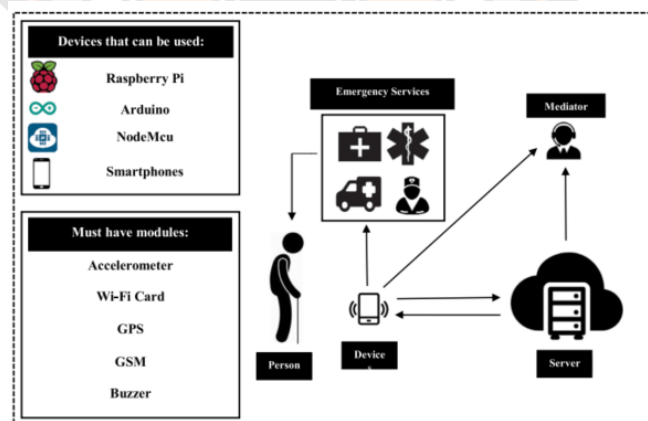 Devices that can be used:
Raspberry Pi
Arduino
NodeMcu
Smartphones
Must have modules:
Accelerometer
Wi-Fi Card
GPS
GSM
Buzzer
Emergency Services
Mediator
Person
Device
s
Server